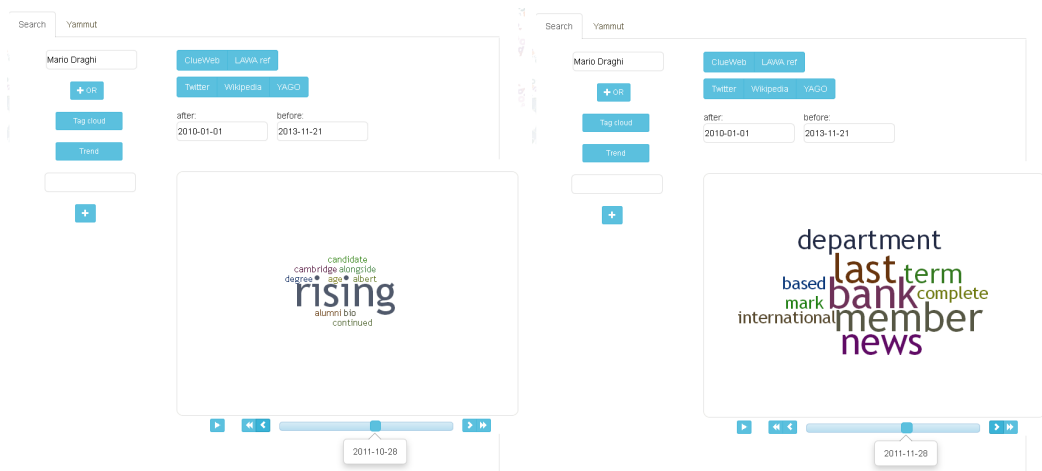 Search Yammut
Mario Draghi
ClueWeb LAWA ref
OR
Twitter Wikipedia YAGO
Tag cloud
after: before:
2010-01-01 2013-11-21
Trend
candidate
cambridge alongside
degree age albert
rising
alumni bio
continued
2011-10-28
Search Yammut
Mario Draghi
ClueWeb LAWA ref
OR
Twitter Wikipedia YAGO
Tag cloud
after: before:
2010-01-01 2013-11-21
Trend
department
last term
based bank complete
mark
international member
news
2011-11-28